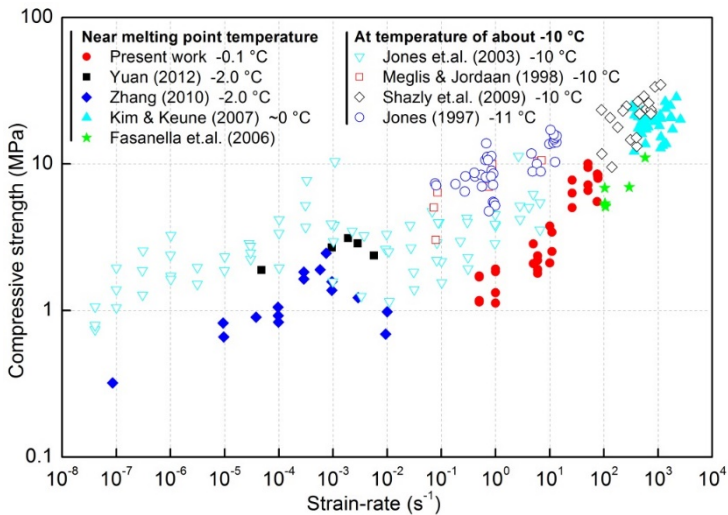 100
10
1
0.1
Compressive strength (MPa)
Near melting point temperature
Present work -0.1 °C
Yuan (2012) -2.0 °C
Zhang (2010) -2.0 °C
Kim & Keune (2007) ~0 °C
Fasanella et.al. (2006)
At temperature of about -10 °C
Jones et.al. (2003) -10 °C
Meglis & Jordaan (1998) -10 °C
Shazly et.al. (2009) -10 °C
Jones (1997) -11 °C
10⁻⁸ 10⁻⁷ 10⁻⁶ 10⁻⁵ 10⁻⁴ 10⁻³ 10⁻² 10⁻¹ 10⁰ 10¹ 10² 10³ 10⁴
Strain-rate (s⁻¹)